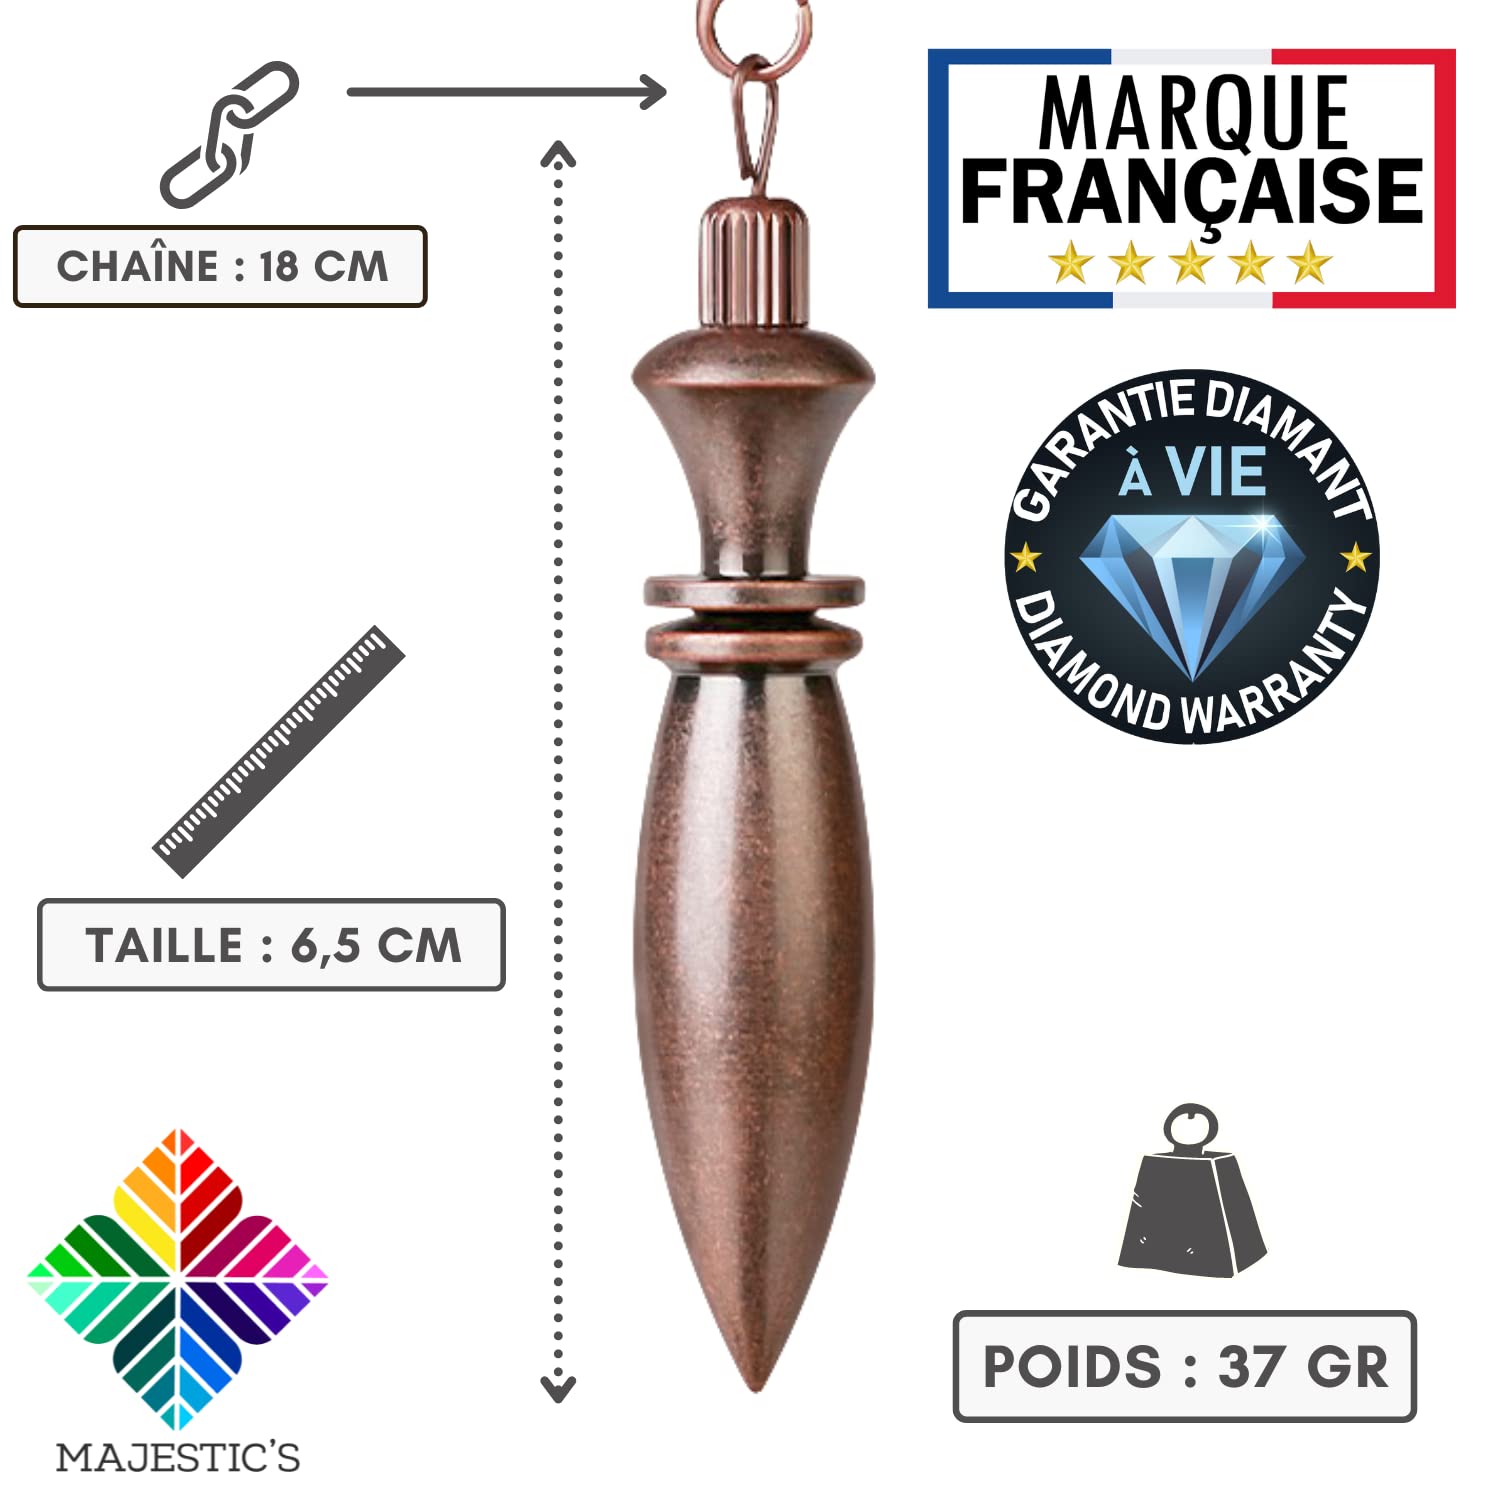 CHAÎNE : 18 CM
MARQUE
FRANÇAISE
GARANTIE DIAMANT
À VIE
DIAMOND WARRANTY
TAILLE : 6,5 CM
POIDS : 37 GR
MAJESTIC'S